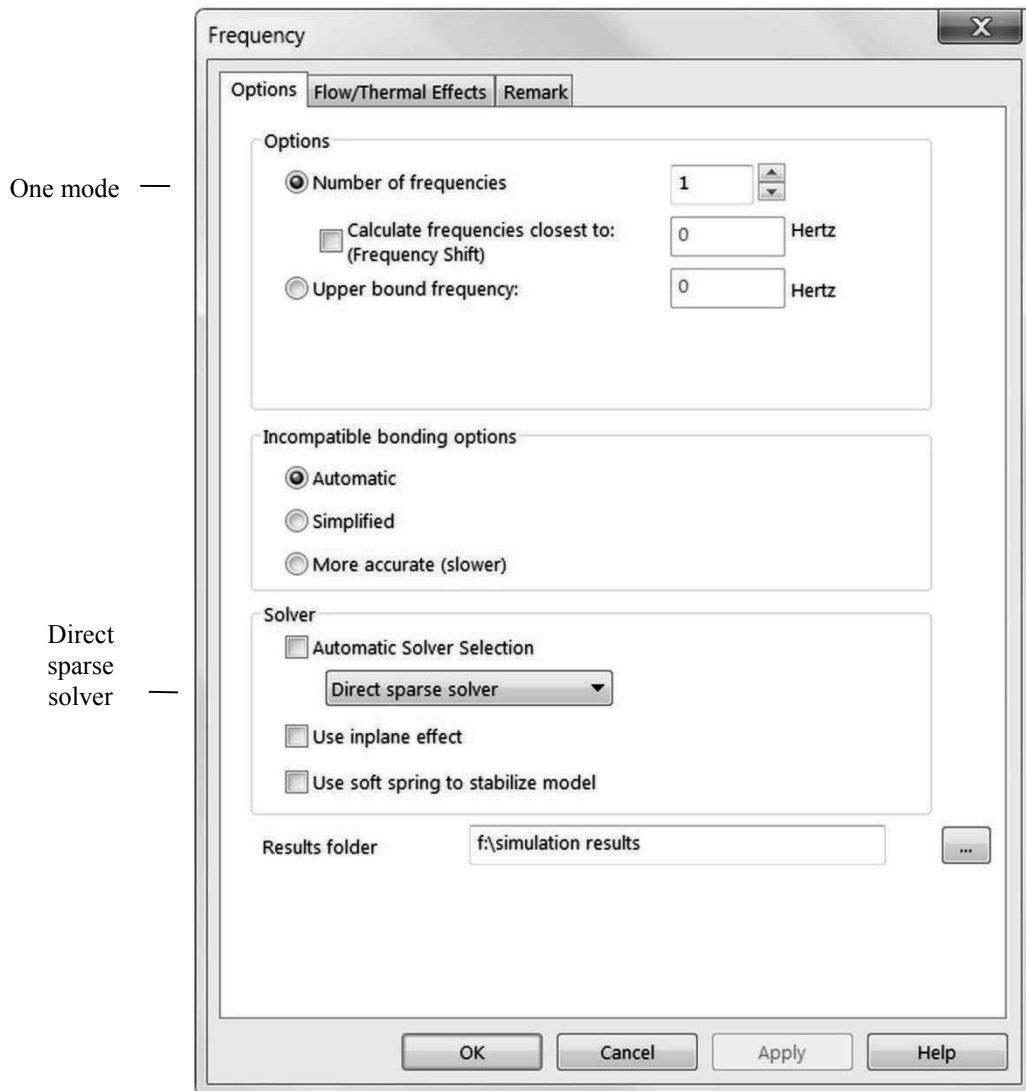 Frequency
X
Options
Flow/Thermal Effects
Remark
Options
One mode
Number of frequencies
1
Calculate frequencies closest to:
(Frequency Shift)
0
Hertz
Upper bound frequency:
0
Hertz
Incompatible bonding options
Automatic
Simplified
More accurate (slower)
Solver
Direct
sparse
solver
Automatic Solver Selection
Direct sparse solver
Use inplane effect
Use soft spring to stabilize model
Results folder
f:\simulation results
...
OK
Cancel
Apply
Help